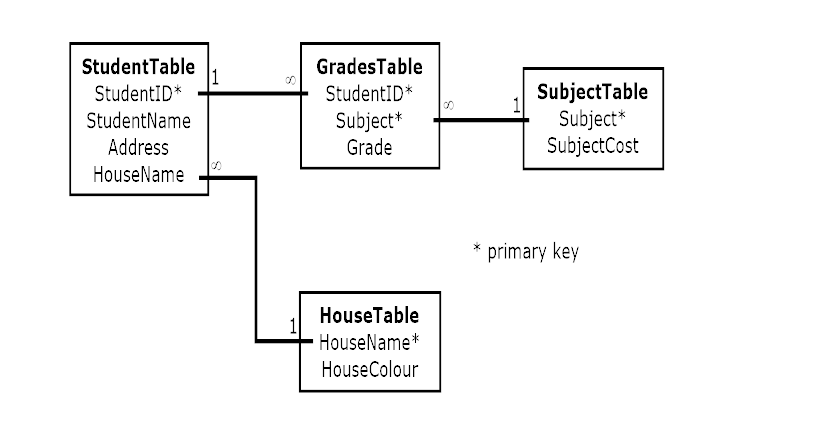 StudentTable
StudentID*
StudentName
Address
HouseName
1
∞
∞
GradesTable
StudentID*
Subject*
Grade
∞
1
SubjectTable
Subject*
SubjectCost
* primary key
1
HouseTable
HouseName*
HouseColour